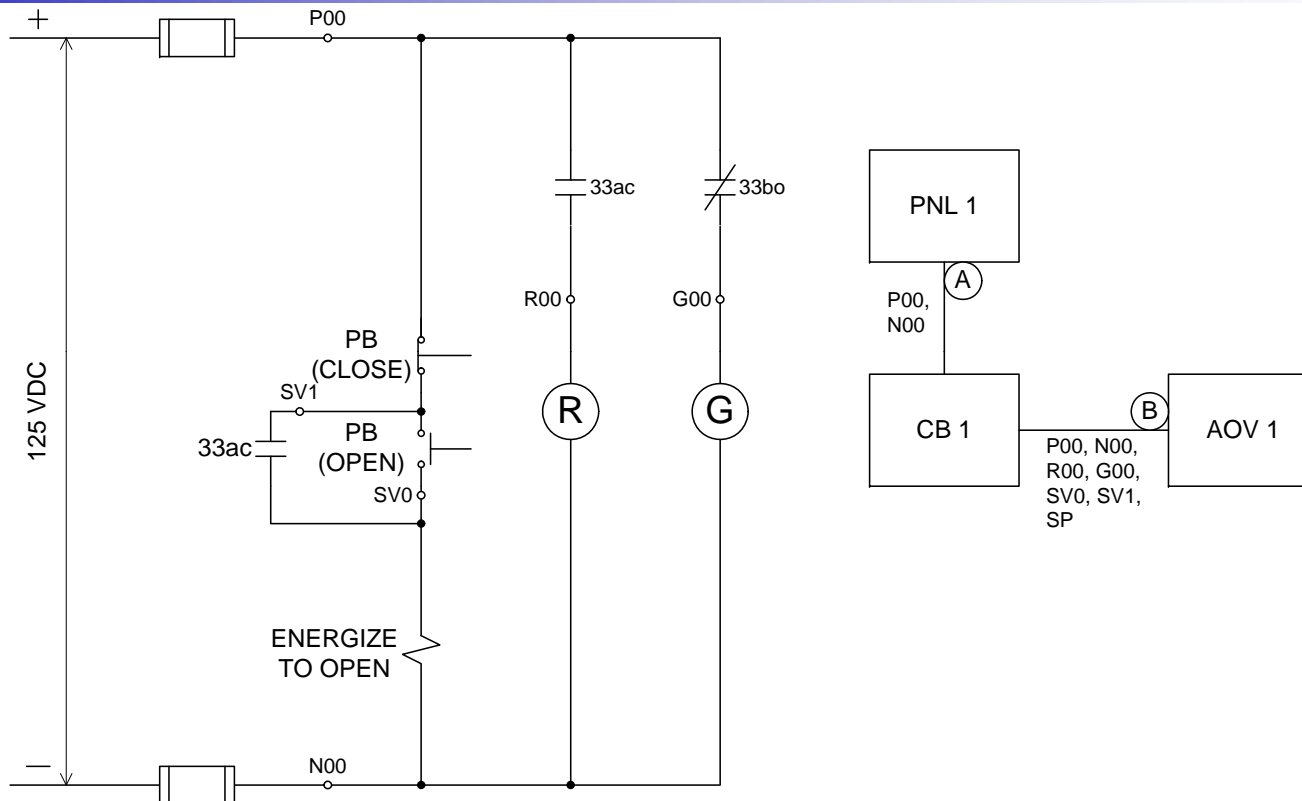 +
P00
33ac
33bo
R00
G00
PB
(CLOSE)
SV1
PB
(OPEN)
33ac
SV0
R
G
125 VDC
ENERGIZE
TO OPEN
—
N00
PNL 1
A
P00,
N00
CB 1
B
AOV 1
P00, N00,
R00, G00,
SV0, SV1,
SP